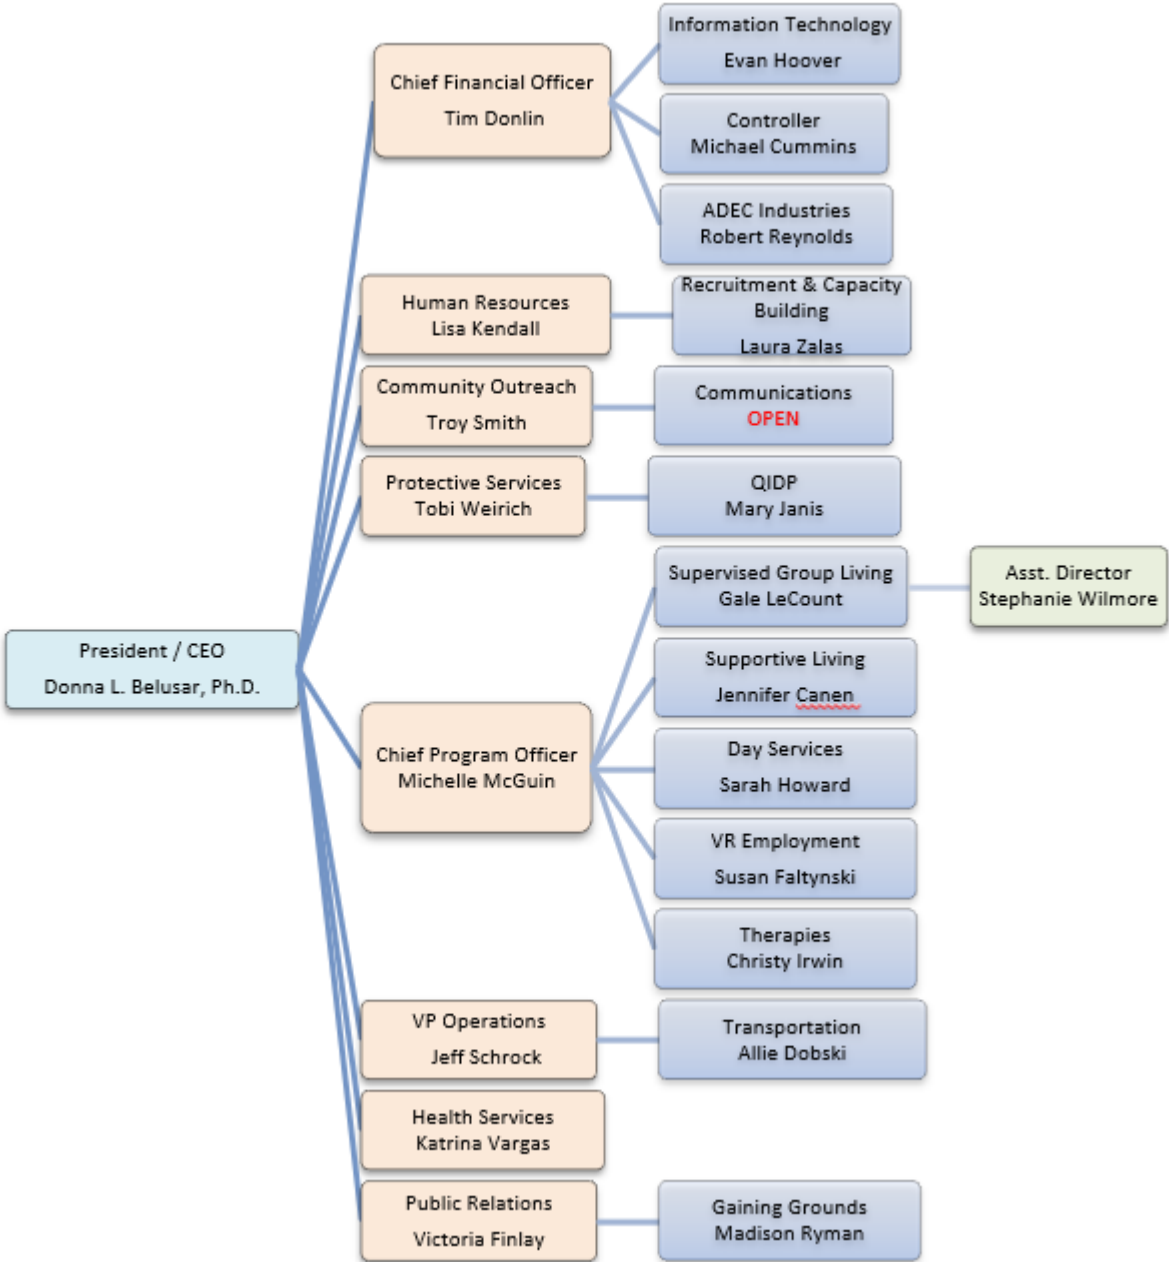 President / CEO
Donna L. Belusar, Ph.D.
Chief Financial Officer
Tim Donlin
Information Technology
Evan Hoover
Controller
Michael Cummins
ADEC Industries
Robert Reynolds
Human Resources
Lisa Kendall
Recruitment & Capacity
Building
Laura Zalas
Community Outreach
Troy Smith
Communications
OPEN
Protective Services
Tobi Weirich
QIDP
Mary Janis
Chief Program Officer
Michelle McGuin
Supervised Group Living
Gale LeCount
Asst. Director
Stephanie Wilmore
Supportive Living
Jennifer Canen
Day Services
Sarah Howard
VR Employment
Susan Faltynski
Therapies
Christy Irwin
VP Operations
Jeff Schrock
Transportation
Allie Dobski
Health Services
Katrina Vargas
Public Relations
Victoria Finlay
Gaining Grounds
Madison Ryman